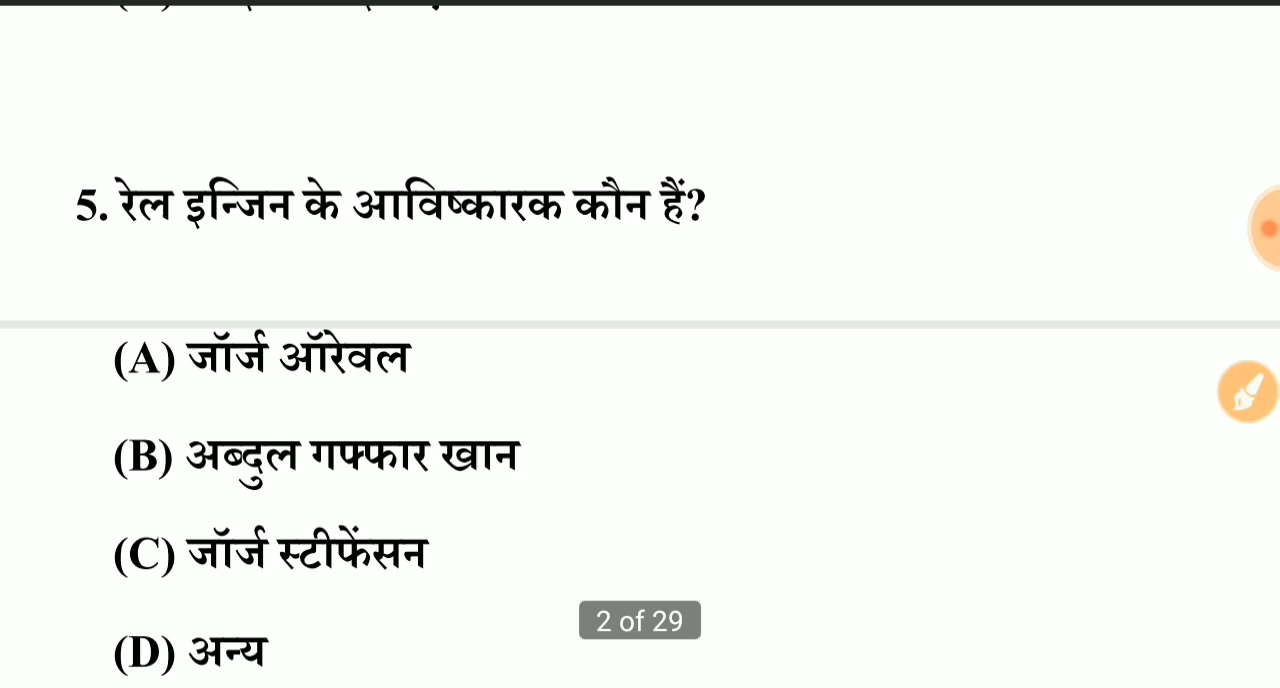 5. रेल इन्जिन के आविष्कारक कौन हैं?
(A) जॉर्ज ऑरेवल
(B) अब्दुल गफ्फार खान
(C) जॉर्ज स्टीफेंसन
2 of 29
(D) अन्य